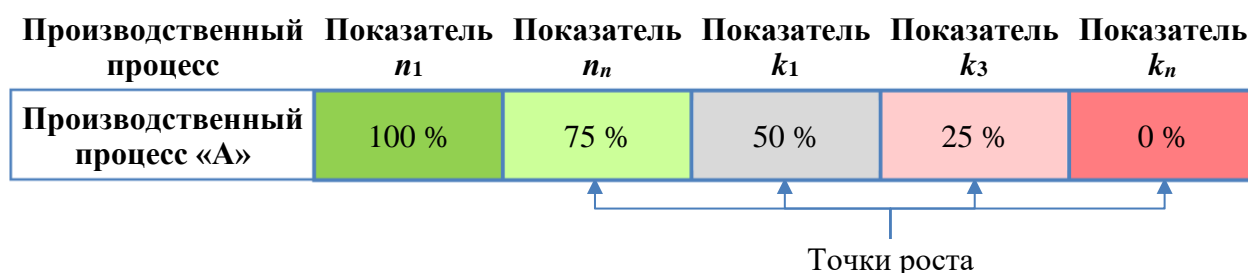 Производственный Показатель Показатель Показатель Показатель Показатель
процесс n1 nn k1 k3 kn
Производственный
процесс «А» 100 % 75 % 50 % 25 % 0 %
Точки роста